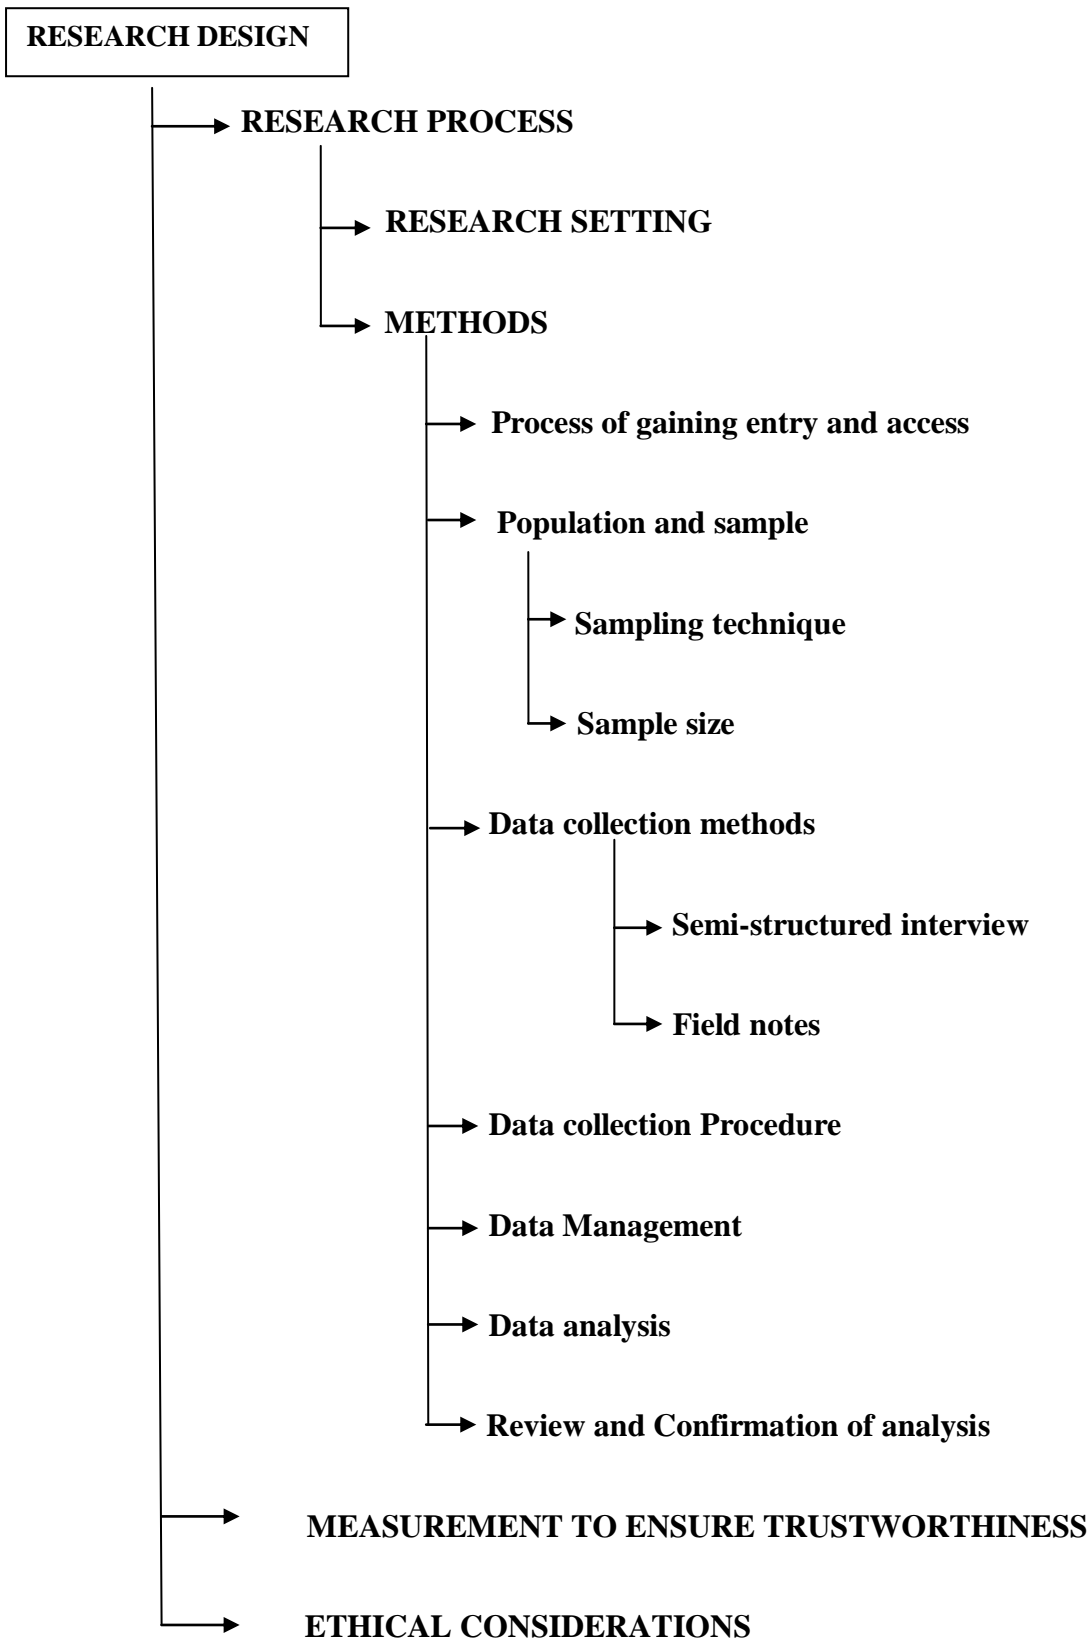 RESEARCH DESIGN
RESEARCH PROCESS
RESEARCH SETTING
METHODS
Process of gaining entry and access
Population and sample
Sampling technique
Sample size
Data collection methods
Semi-structured interview
Field notes
Data collection Procedure
Data Management
Data analysis
Review and Confirmation of analysis
MEASUREMENT TO ENSURE TRUSTWORTHINESS
ETHICAL CONSIDERATIONS